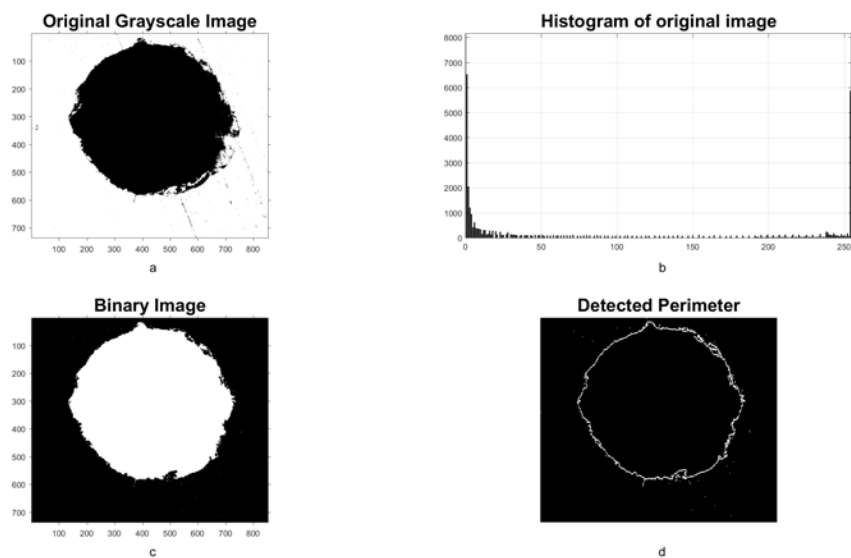 Original Grayscale Image
100
200
300
400
500
600
700
100 200 300 400 500 600 700 800
a
Histogram of original image
8000
7000
6000
5000
4000
3000
2000
1000
0
0 50 100 150 200 250
b
Binary Image
100
200
300
400
500
600
700
100 200 300 400 500 600 700 800
c
Detected Perimeter
d